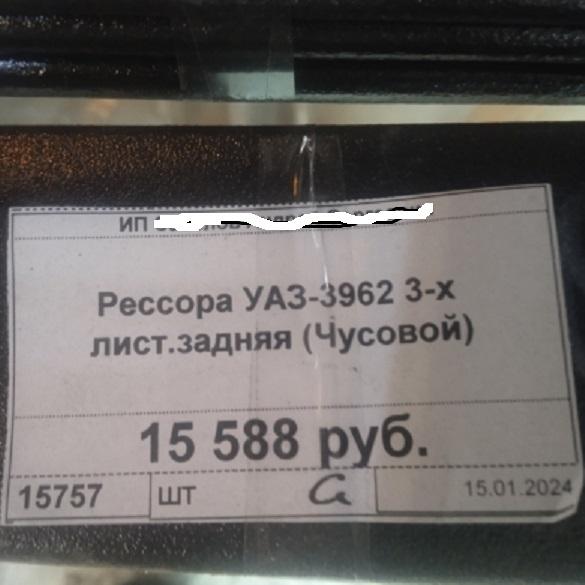 ИП
Рессора УАЗ-3962 3-х
лист.задняя (Чусовой)
15 588 руб.
15757 шт 15.01.2024